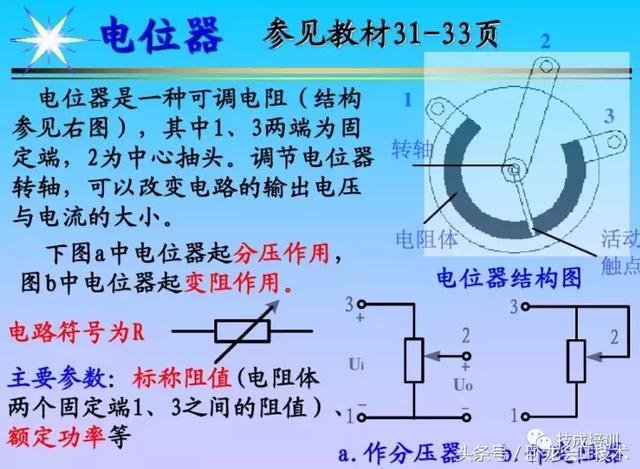 电位器 参见教材31-33页
电位器是一种可调电阻（结构
参见右图），其中1、3两端为固
定端，2为中心抽头。调节电位器
转轴，可以改变电路的输出电压
与电流的大小。
下图a中电位器起分压作用，
图b中电位器起变阻作用。
电路符号为R
主要参数：标称阻值(电阻体
两个固定端1、3之间的阻值)、
额定功率等
1
2
3
转轴
电阻体
活动
触点
电位器结构图
3
+
Ui
−
1
2
+
Uo
−
a.作分压器
3
2
1
b.作变阻器
技成培训